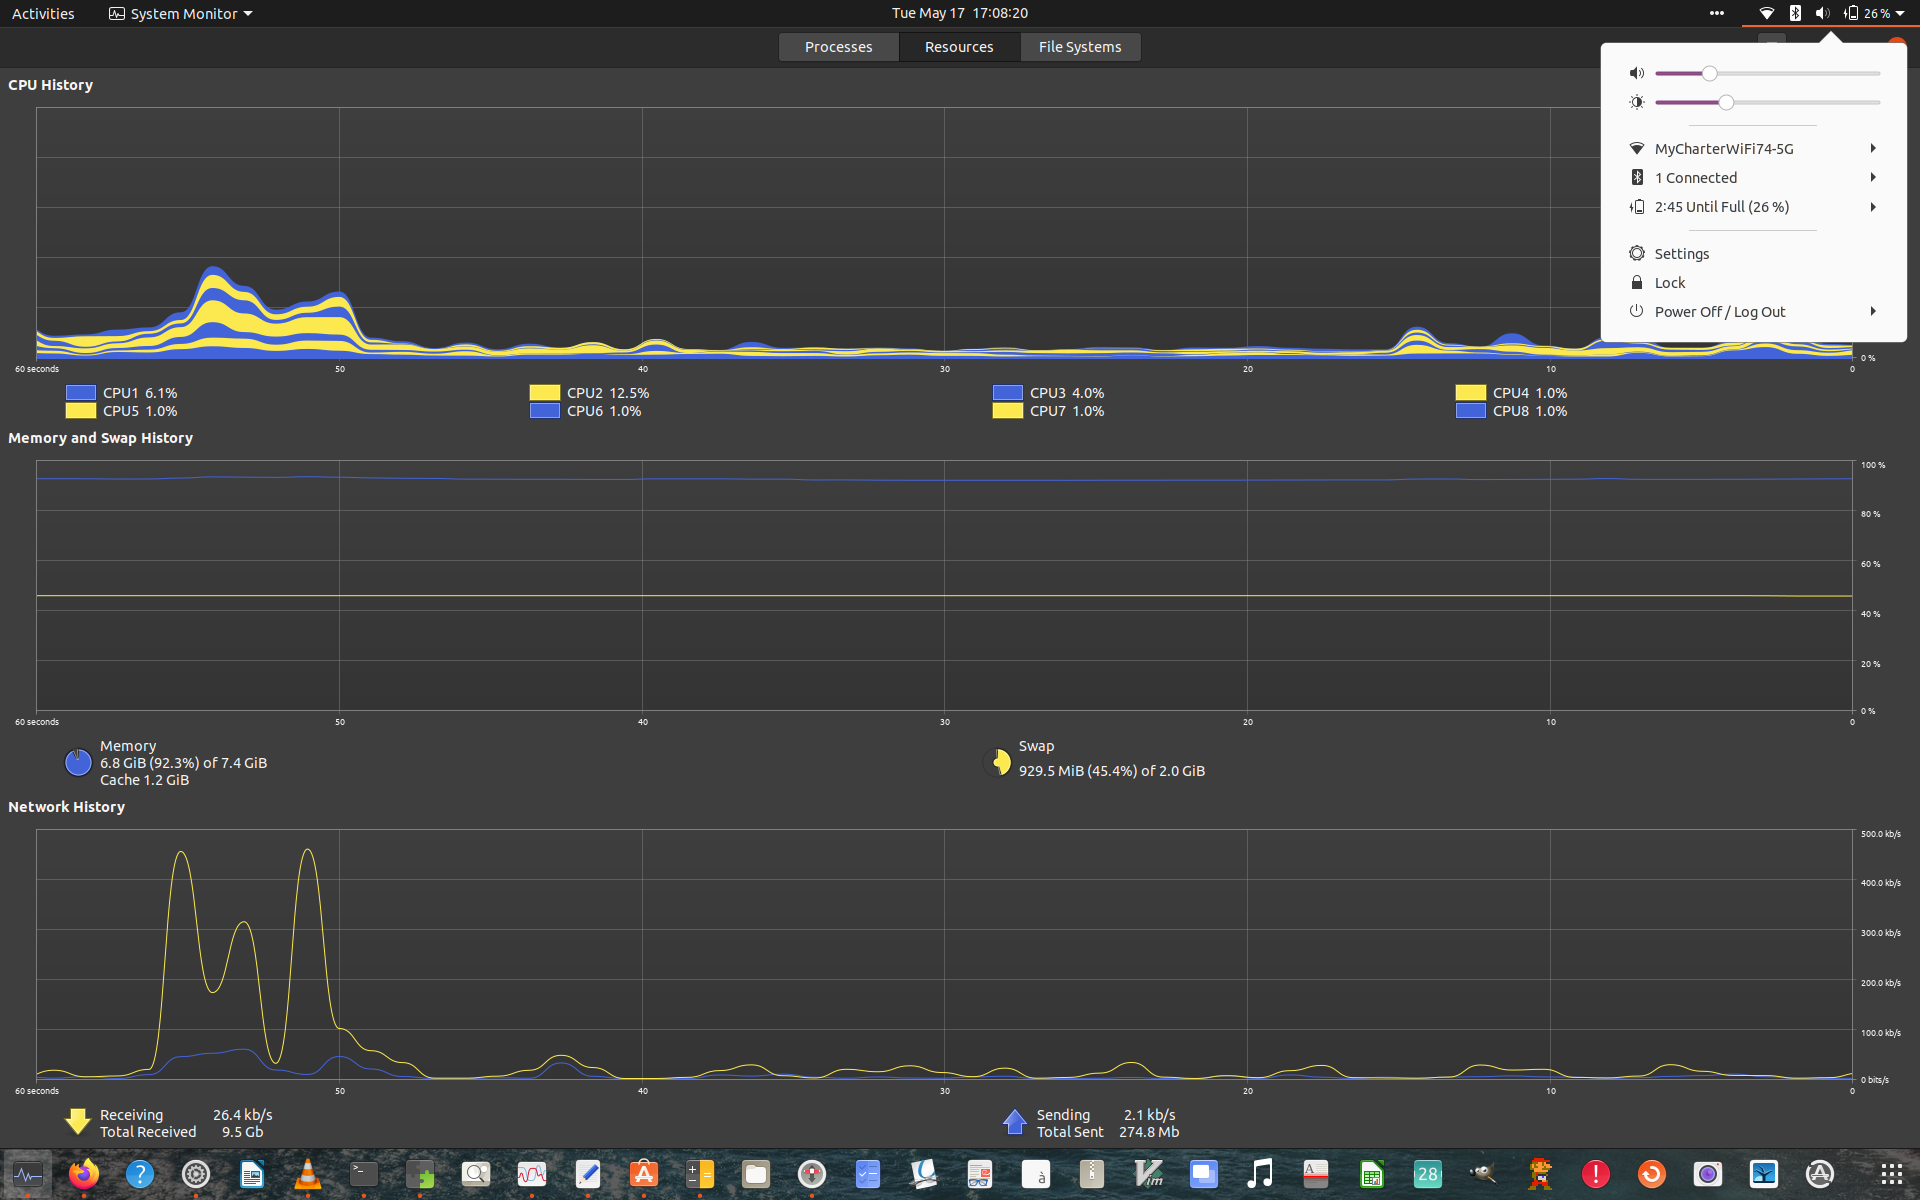 Activities
System Monitor
Tue May 17 17:08:20
26 %
Processes
Resources
File Systems
MyCharterWiFi74-5G
1 Connected
2:45 Until Full (26 %)
Settings
Lock
Power Off / Log Out
CPU History
0 %
60 seconds 50 40 30 20 10 0
CPU1 6.1% CPU2 12.5% CPU3 4.0% CPU4 1.0%
CPU5 1.0% CPU6 1.0% CPU7 1.0% CPU8 1.0%
Memory and Swap History
100 %
80 %
60 %
40 %
20 %
0 %
60 seconds 50 40 30 20 10 0
Memory
6.8 GiB (92.3%) of 7.4 GiB
Cache 1.2 GiB
Swap
929.5 MiB (45.4%) of 2.0 GiB
Network History
500.0 kb/s
400.0 kb/s
300.0 kb/s
200.0 kb/s
100.0 kb/s
0 bits/s
60 seconds 50 40 30 20 10 0
Receiving 26.4 kb/s
Total Received 9.5 Gb
Sending 2.1 kb/s
Total Sent 274.8 Mb
?
>_
à
Vim
A
28
!